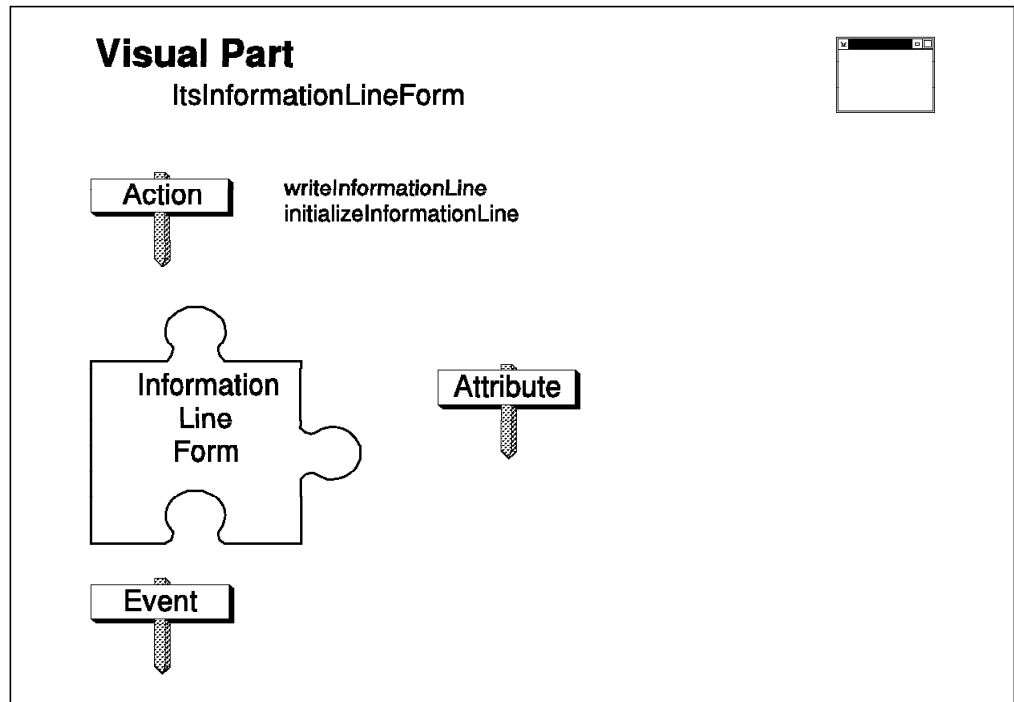 Visual Part
ItsInformationLineForm
Action
writeInformationLine
initializeInformationLine
Information
Line
Form
Attribute
Event